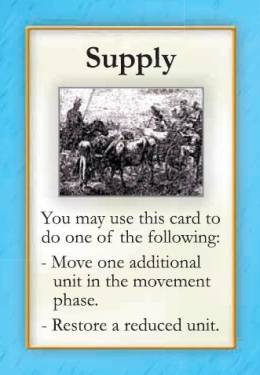 Supply
You may use this card to
do one of the following:
- Move one additional
unit in the movement
phase.
- Restore a reduced unit.